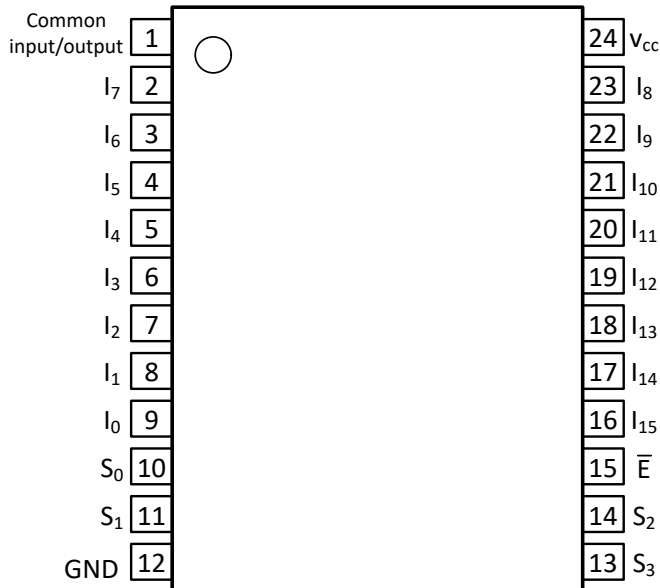 Common
input/output 1
I₇ 2
I₆ 3
I₅ 4
I₄ 5
I₃ 6
I₂ 7
I₁ 8
I₀ 9
S₀ 10
S₁ 11
GND 12
24 v꜀꜀
23 I₈
22 I₉
21 I₁₀
20 I₁₁
19 I₁₂
18 I₁₃
17 I₁₄
16 I₁₅
15 E̅
14 S₂
13 S₃